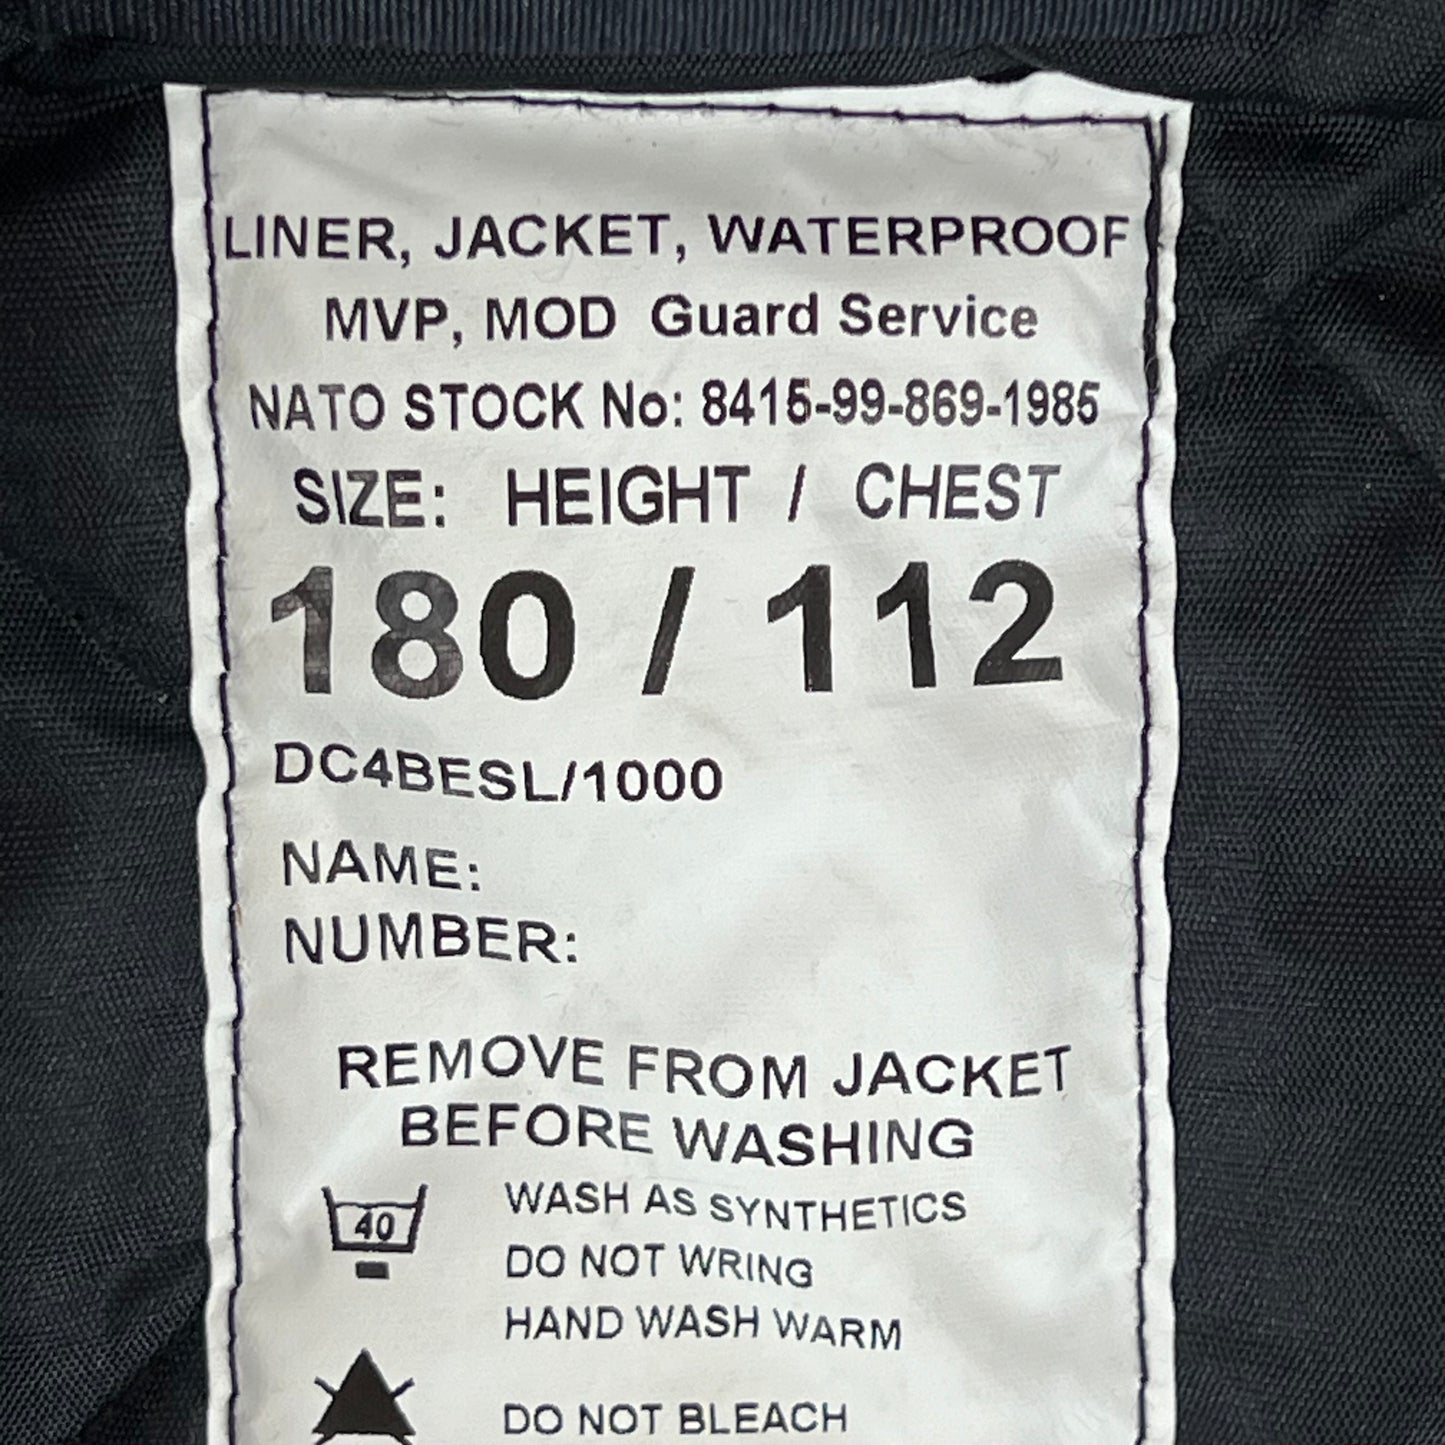 LINER, JACKET, WATERPROOF
MVP, MOD Guard Service
NATO STOCK No: 8415-99-869-1985
SIZE: HEIGHT / CHEST
180 / 112
DC4BESL/1000
NAME:
NUMBER:
REMOVE FROM JACKET
BEFORE WASHING
40
WASH AS SYNTHETICS
DO NOT WRING
HAND WASH WARM
DO NOT BLEACH